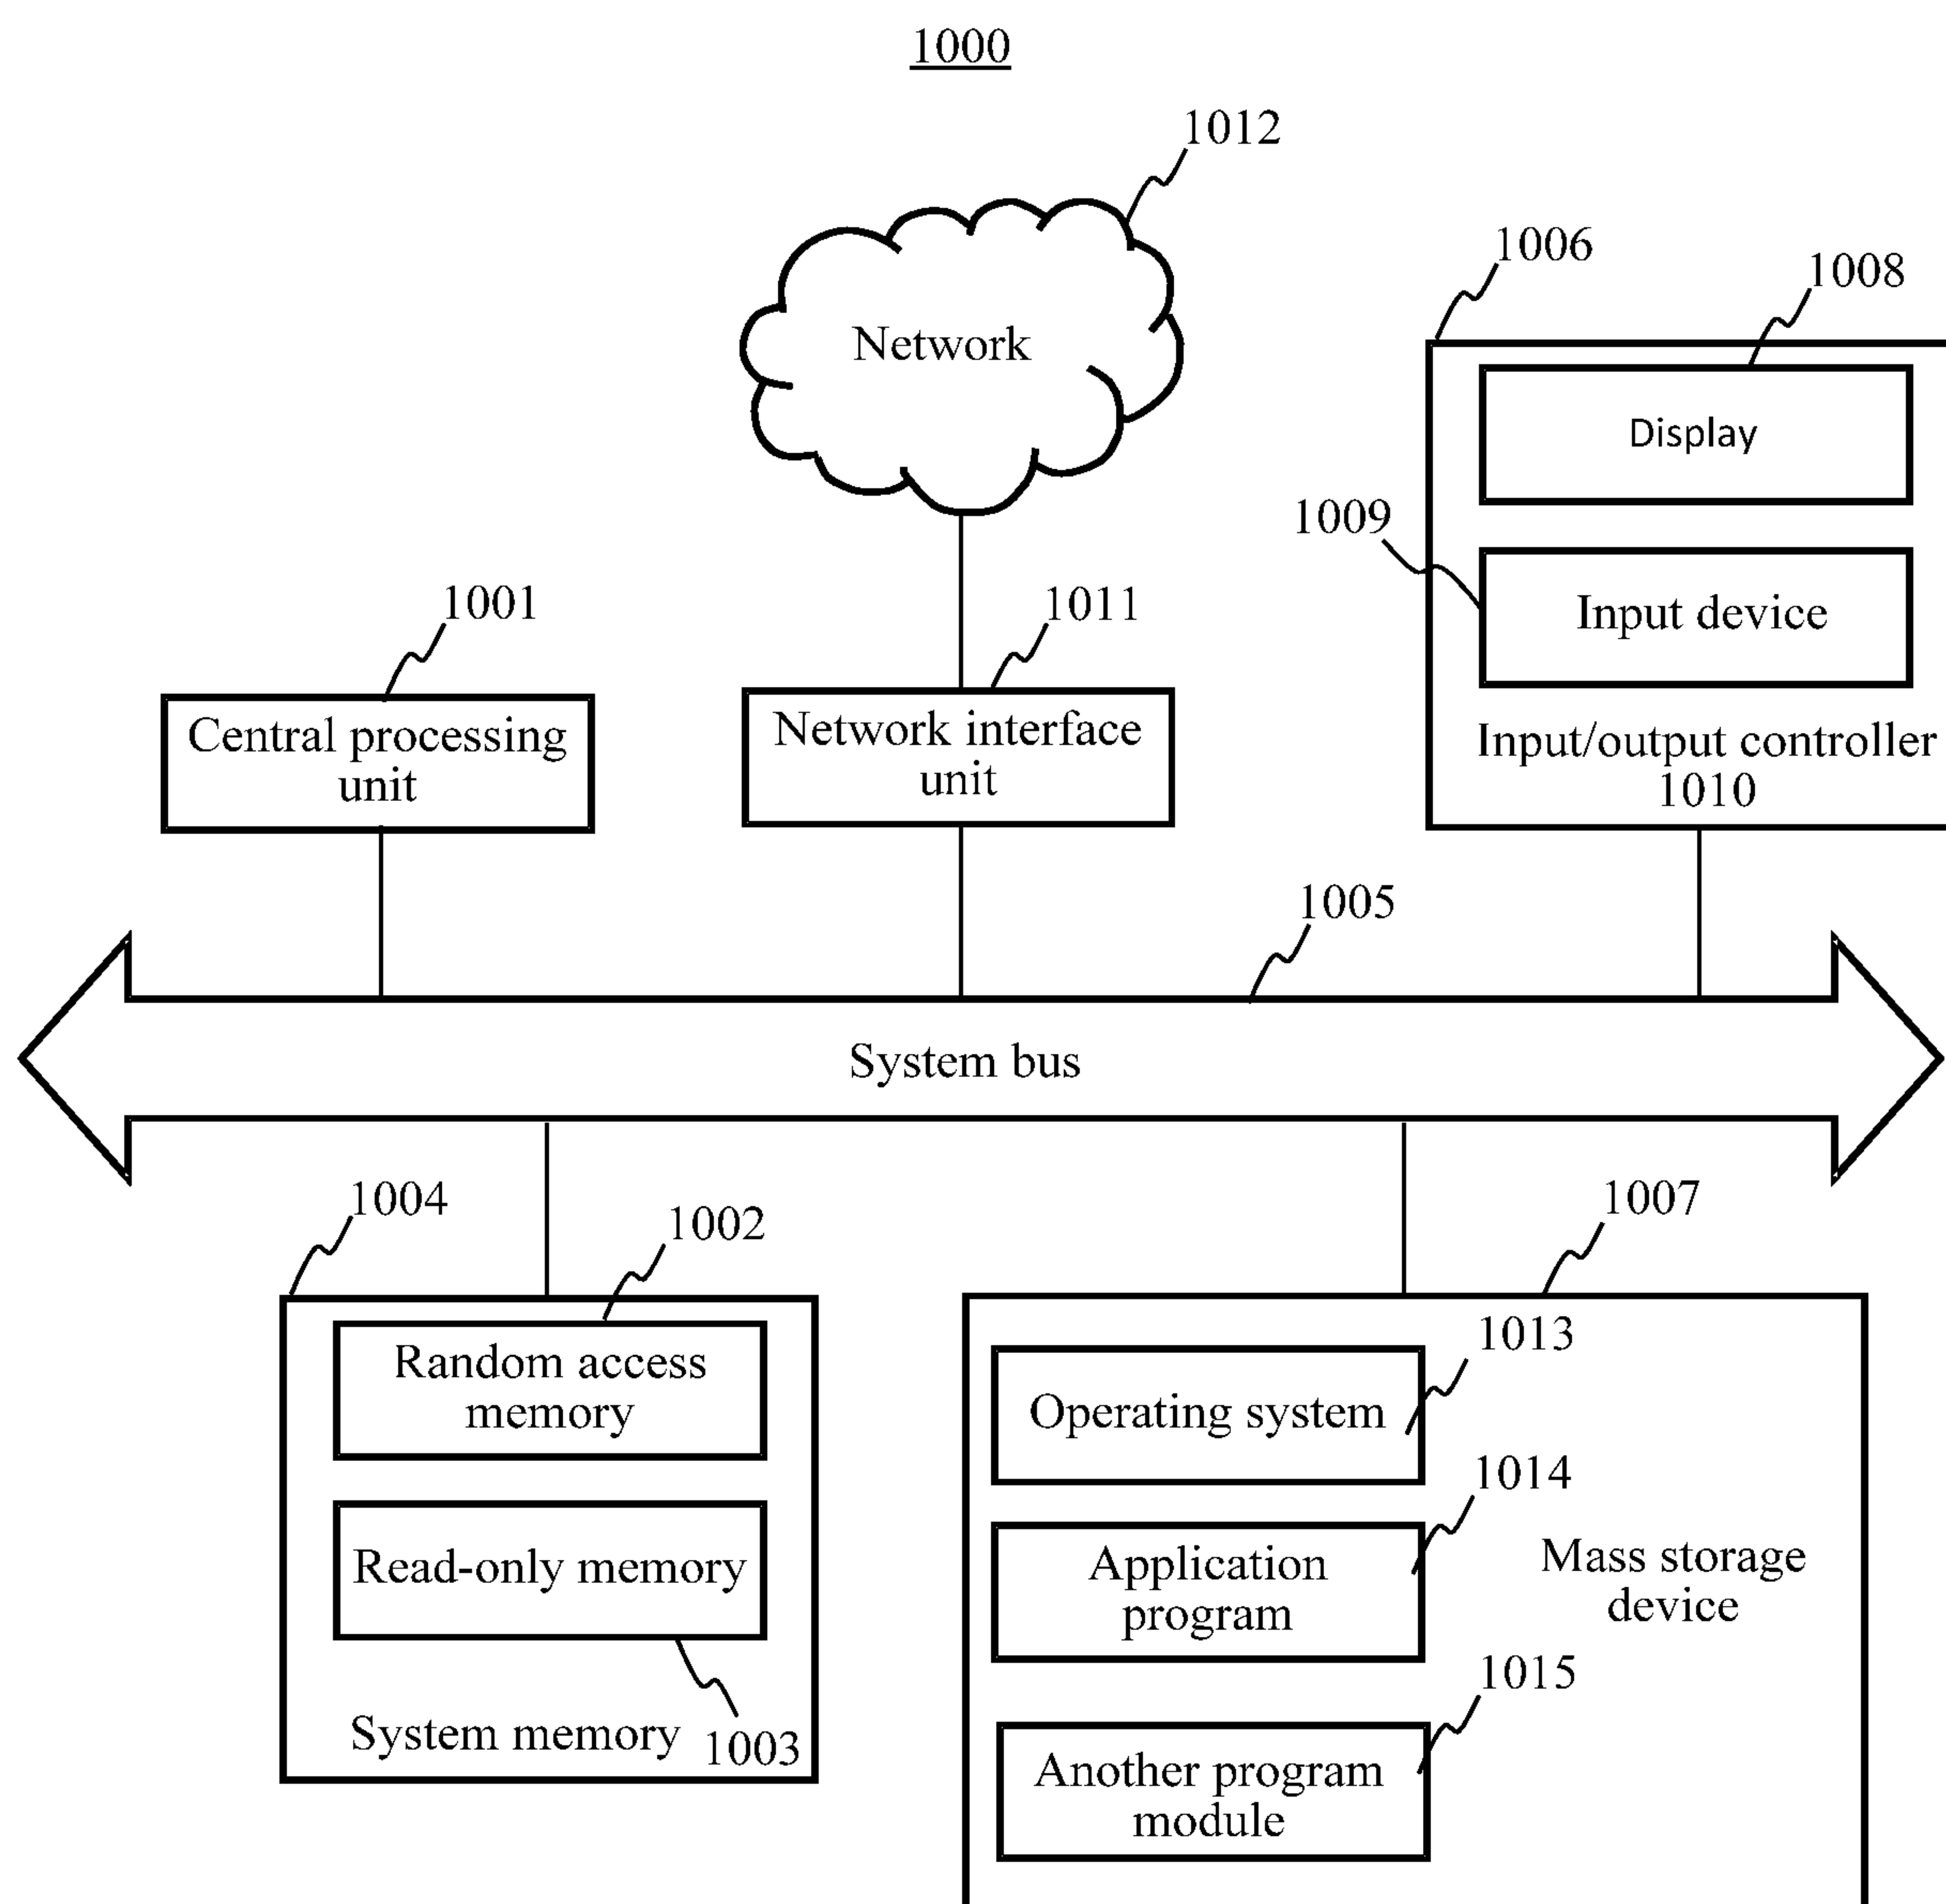 1000
1012
Network
1006
1008
Display
1009
Input device
Input/output controller
1010
1001
Central processing
unit
1011
Network interface
unit
1005
System bus
1004
1002
Random access
memory
Read-only memory
System memory
1003
1007
1013
Operating system
1014
Application
program
Mass storage
device
1015
Another program
module